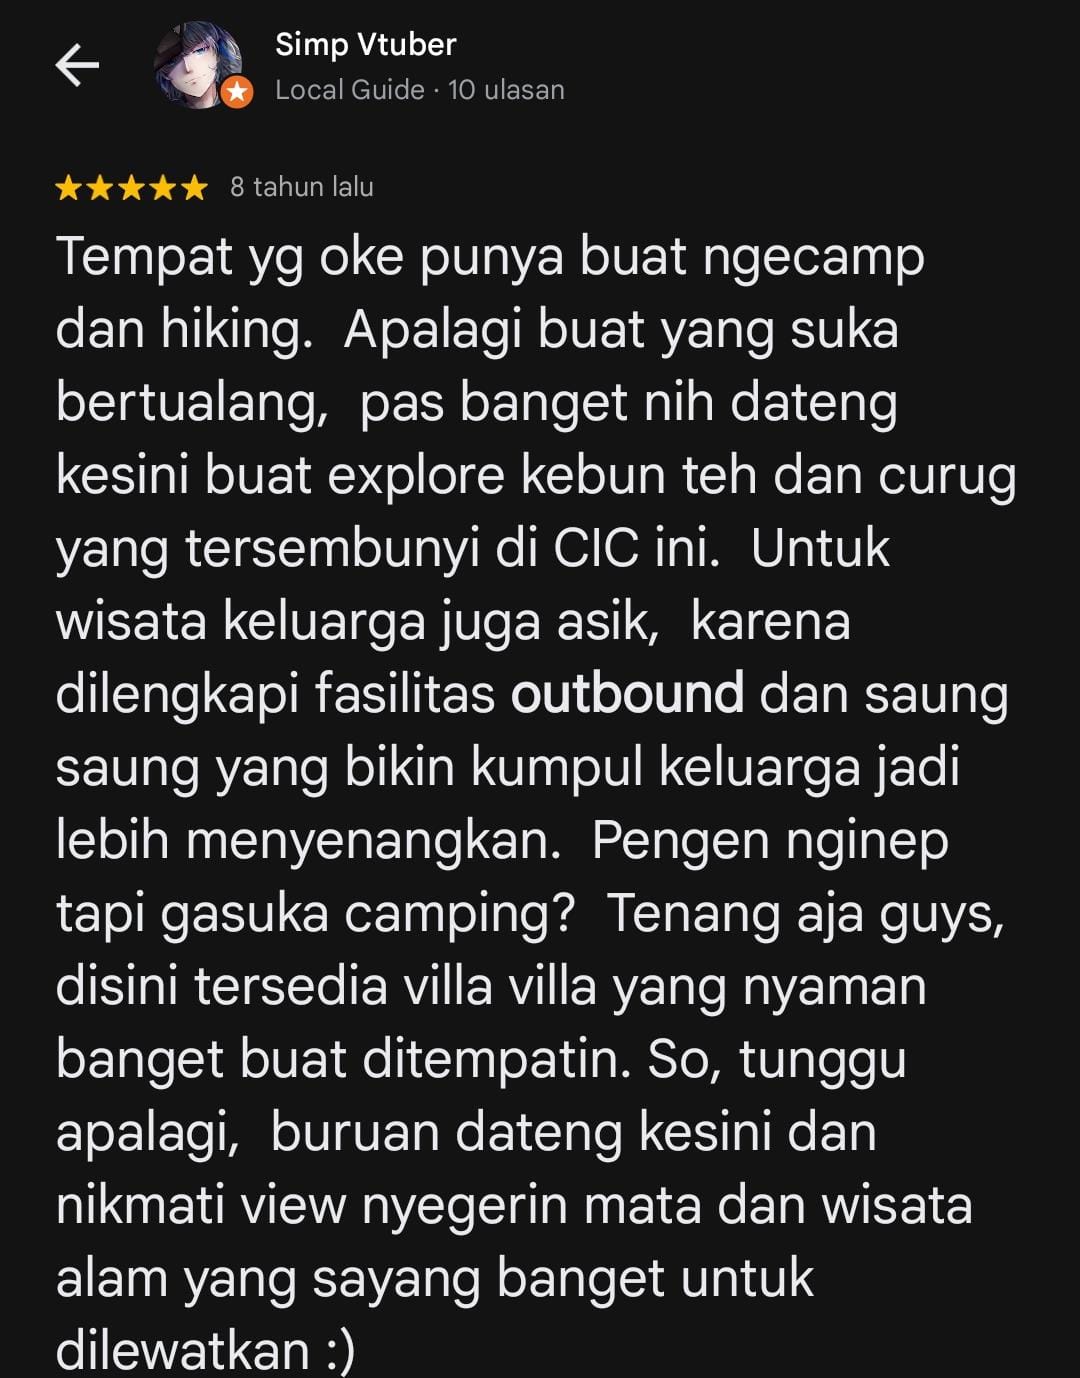 Simp Vtuber
Local Guide · 10 ulasan
8 tahun lalu
Tempat yg oke punya buat ngecamp
dan hiking.  Apalagi buat yang suka
bertualang,  pas banget nih dateng
kesini buat explore kebun teh dan curug
yang tersembunyi di CIC ini.  Untuk
wisata keluarga juga asik,  karena
dilengkapi fasilitas outbound dan saung
saung yang bikin kumpul keluarga jadi
lebih menyenangkan.  Pengen nginep
tapi gasuka camping?  Tenang aja guys,
disini tersedia villa villa yang nyaman
banget buat ditempatin. So, tunggu
apalagi,  buruan dateng kesini dan
nikmati view nyegerin mata dan wisata
alam yang sayang banget untuk
dilewatkan :)